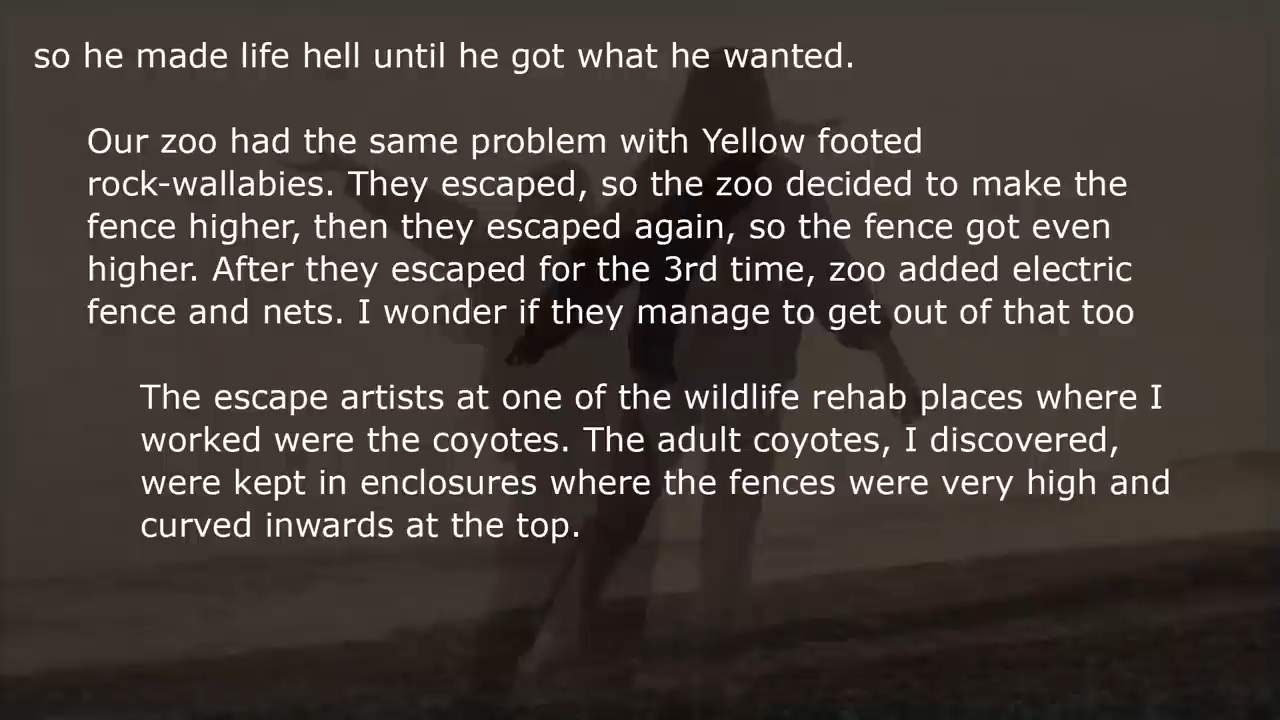 so he made life hell until he got what he wanted.
Our zoo had the same problem with Yellow footed
rock-wallabies. They escaped, so the zoo decided to make the
fence higher, then they escaped again, so the fence got even
higher. After they escaped for the 3rd time, zoo added electric
fence and nets. I wonder if they manage to get out of that too
The escape artists at one of the wildlife rehab places where I
worked were the coyotes. The adult coyotes, I discovered,
were kept in enclosures where the fences were very high and
curved inwards at the top.